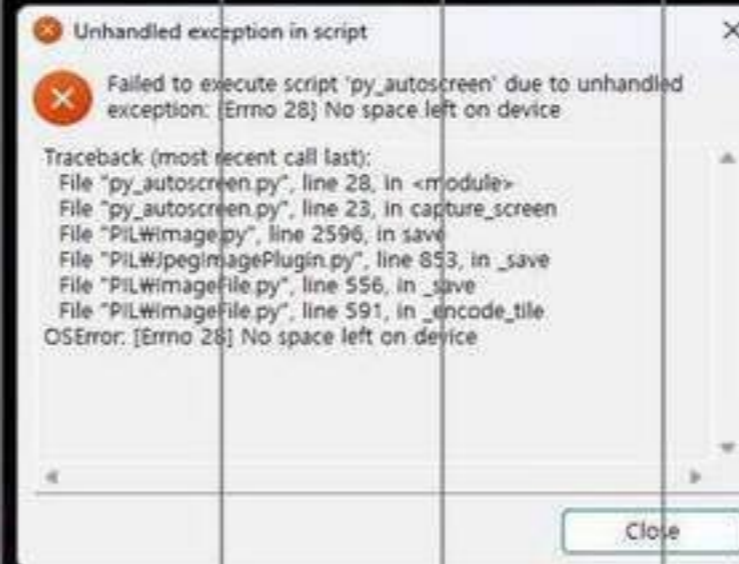 Unhandled exception in script
Failed to execute script 'py_autoscreen' due to unhandled
exception: [Errno 28] No space left on device
Traceback (most recent call last):
File "py_autoscreen.py", line 28, in <module>
File "py_autoscreen.py", line 23, in capture_screen
File "PIL₩Image.py", line 2596, in save
File "PIL₩JpegImagePlugin.py", line 853, in _save
File "PIL₩ImageFile.py", line 556, in _save
File "PIL₩ImageFile.py", line 591, in _encode_tile
OSError: [Errno 28] No space left on device
Close